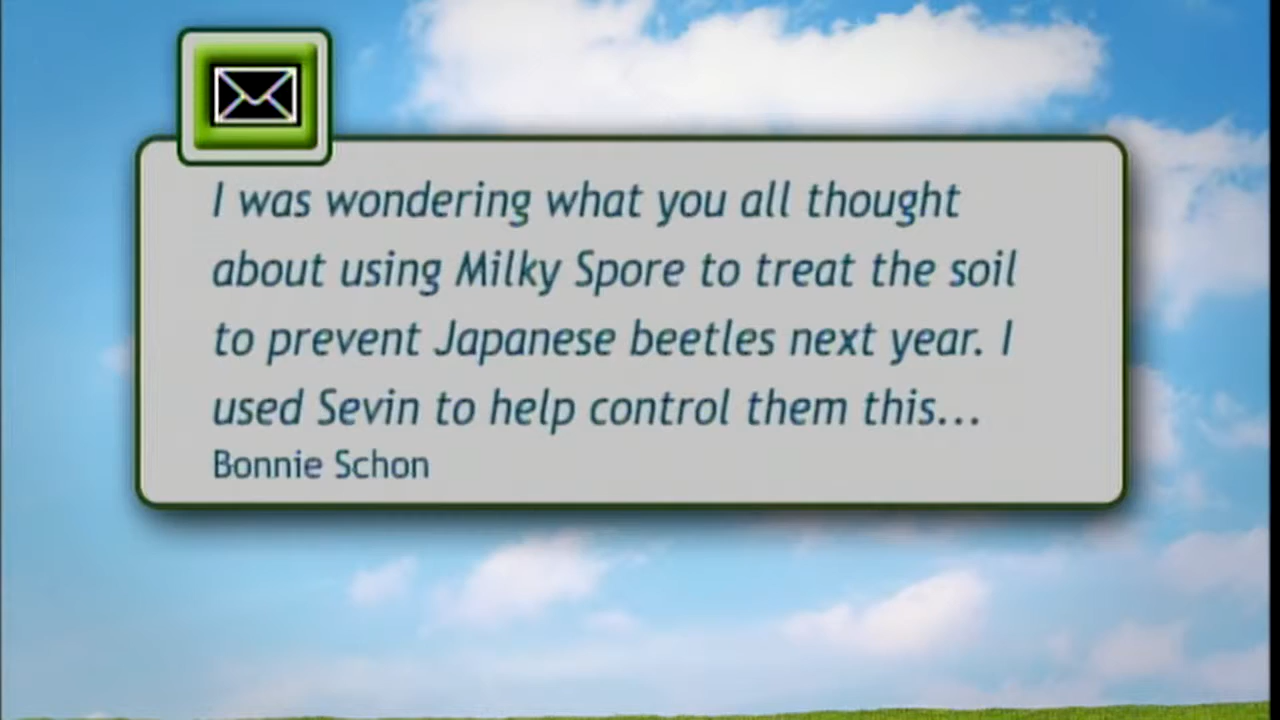 I was wondering what you all thought
about using Milky Spore to treat the soil
to prevent Japanese beetles next year. I
used Sevin to help control them this...
Bonnie Schon